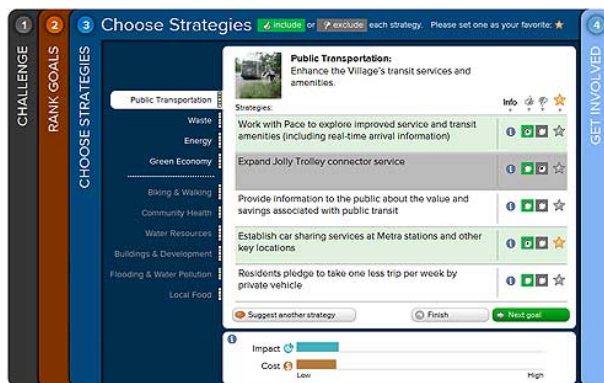 1
CHALLENGE
2
RANK GOALS
3
CHOOSE STRATEGIES
Choose Strategies include or exclude each strategy. Please set one as your favorite:
Public Transportation
Waste
Energy
Green Economy
Biking & Walking
Community Health
Water Resources
Buildings & Development
Flooding & Water Pollution
Local Food
Public Transportation:
Enhance the Village's transit services and
amenities.
Strategies:
Info
Work with Pace to explore improved service and transit
amenities (including real-time arrival information)
Expand Jolly Trolley connector service
Provide information to the public about the value and
savings associated with public transit
Establish car sharing services at Metra stations and other
key locations
Residents pledge to take one less trip per week by
private vehicle
Suggest another strategy
Finish
Next goal
Impact
Cost
Low
High
4
GET INVOLVED